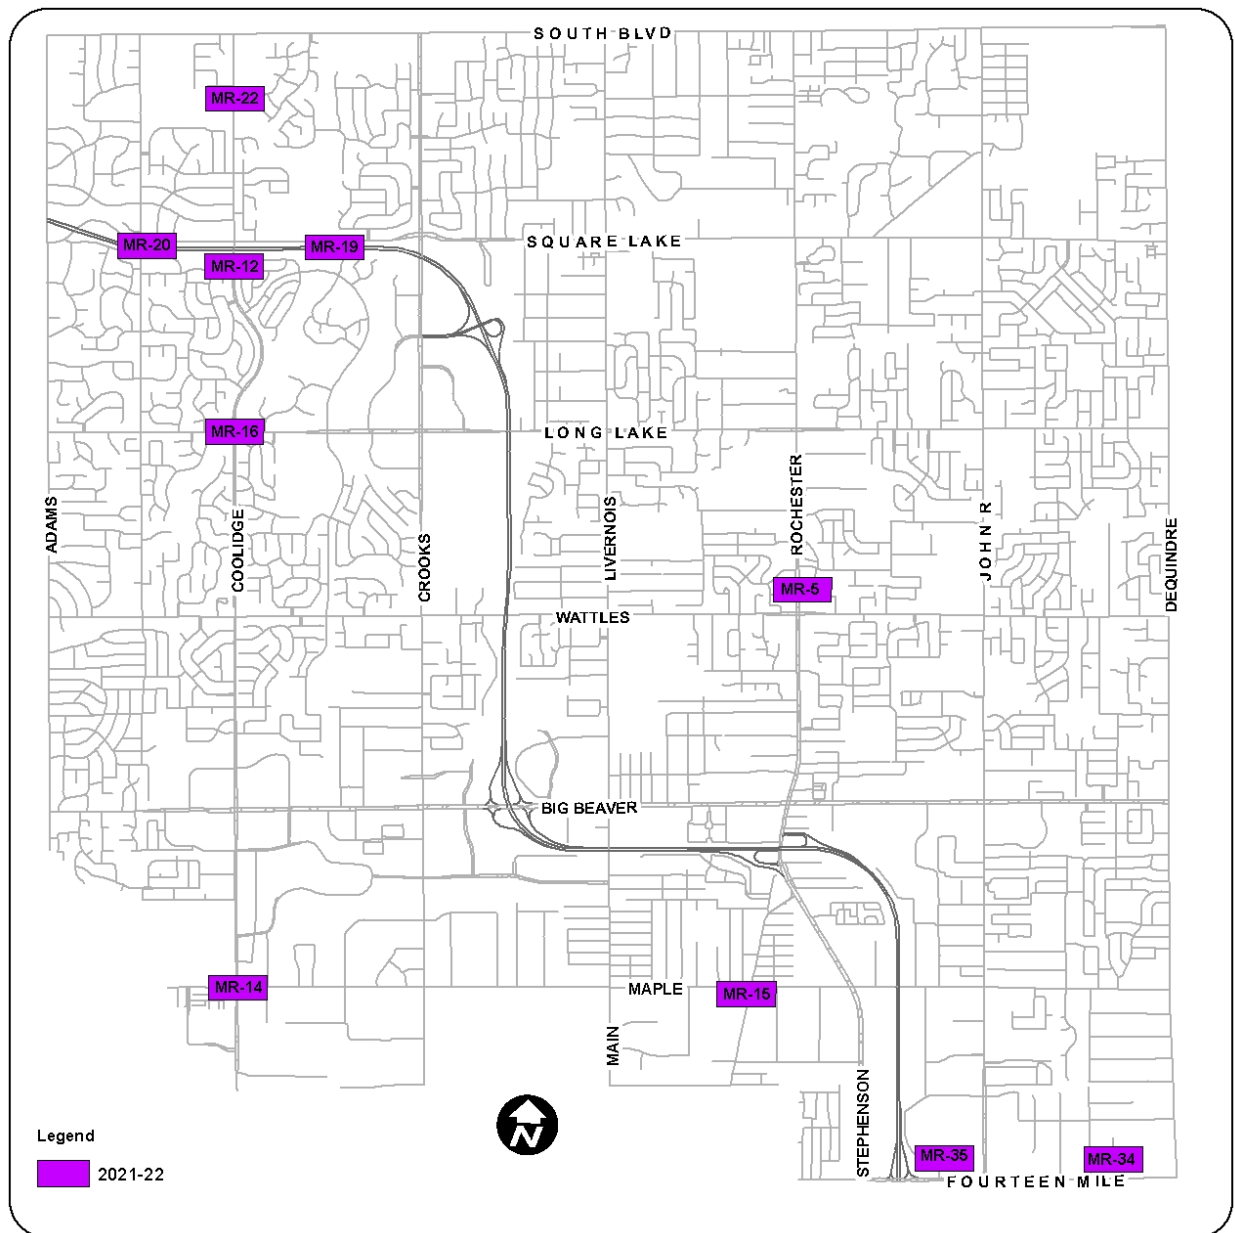 SOUTH BLVD
MR-22
SQUARE LAKE
MR-20
MR-19
MR-12
LONG LAKE
MR-16
ADAMS
COOLIDGE
CROOKS
LIVERNOIS
ROCHESTER
JOHN R
DEQUINDRE
MR-5
WATTLES
BIG BEAVER
MR-14
MAPLE
MR-15
MAIN
STEPHENSON
N
Legend
2021-22
MR-35
MR-34
FOURTEEN MILE